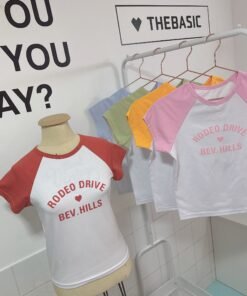 OU
YOU
AY?
THEBASIC
RODEO DRIVE
BEV. HILLS
RODEO DRIVE
BEV. HILLS